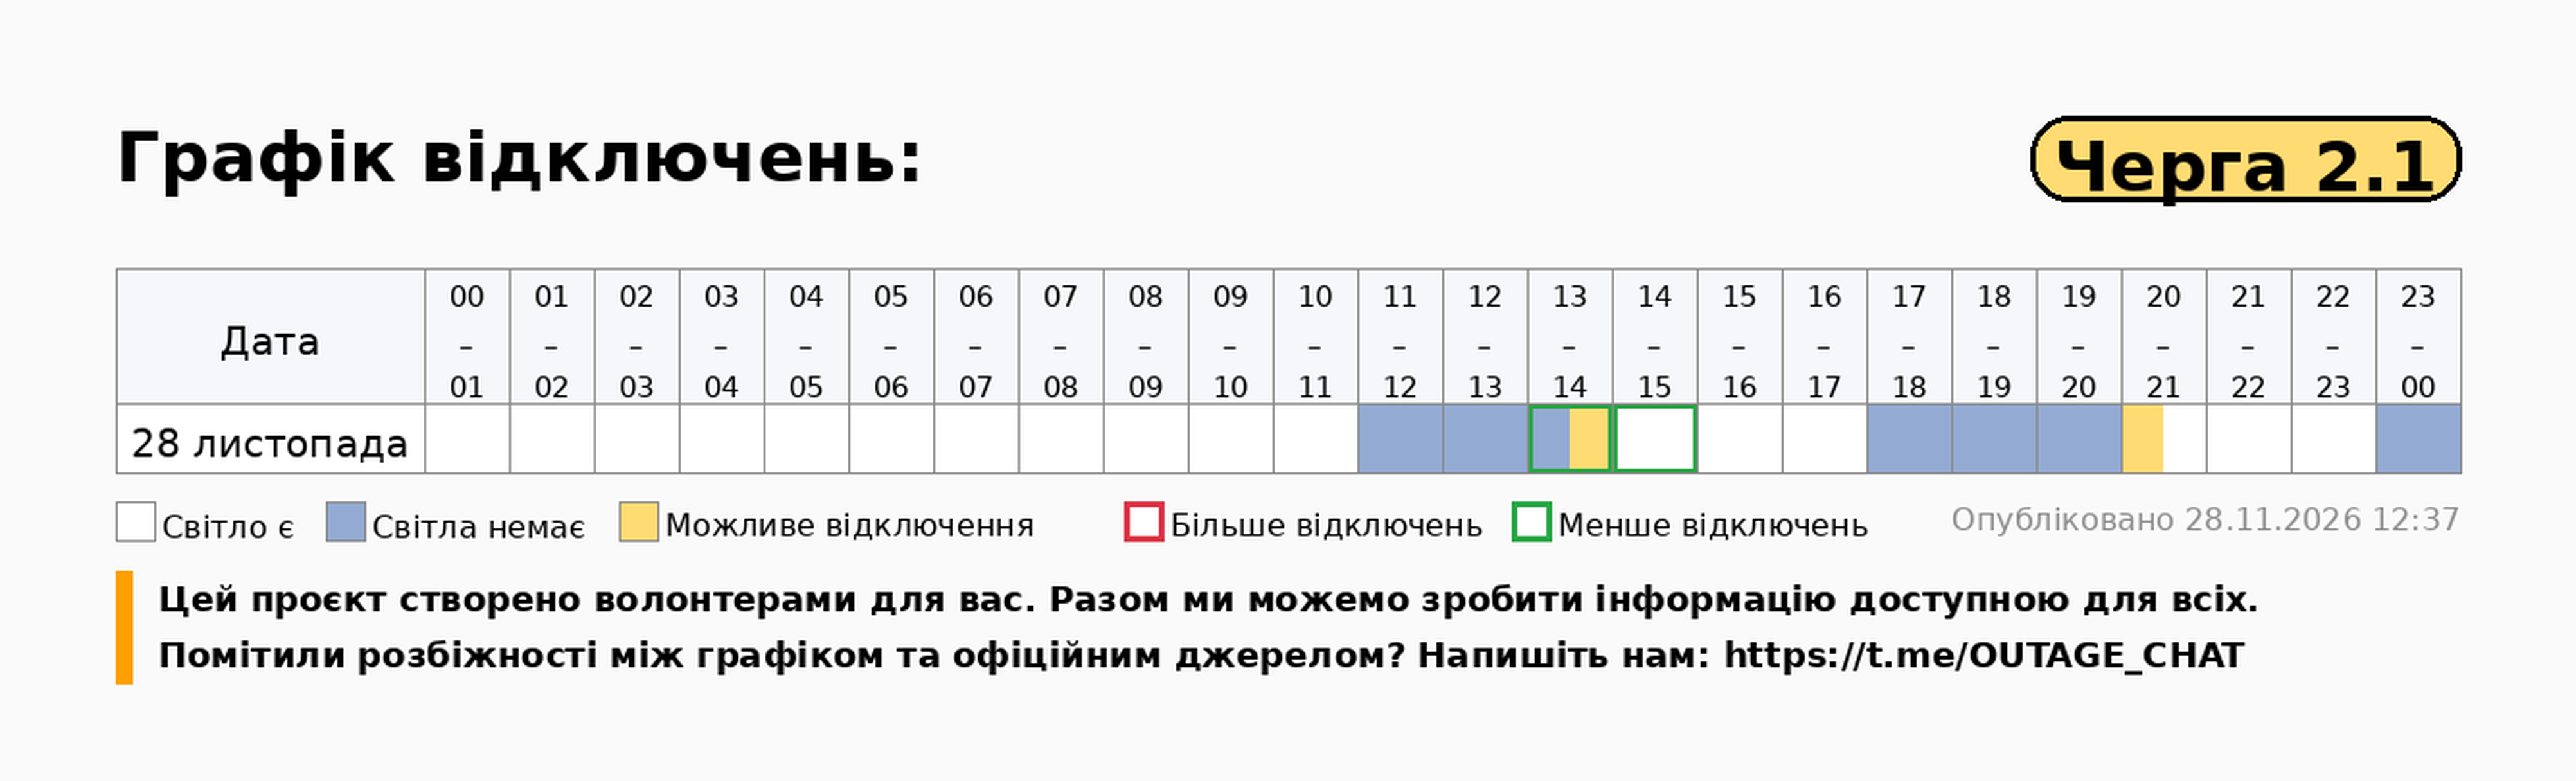 Графік відключень:
Черга 2.1
Дата
00 – 01
01 – 02
02 – 03
03 – 04
04 – 05
05 – 06
06 – 07
07 – 08
08 – 09
09 – 10
10 – 11
11 – 12
12 – 13
13 – 14
14 – 15
15 – 16
16 – 17
17 – 18
18 – 19
19 – 20
20 – 21
21 – 22
22 – 23
23 – 00
28 листопада
Світло є
Світла немає
Можливе відключення
Більше відключень
Менше відключень
Опубліковано 28.11.2026 12:37
Цей проєкт створено волонтерами для вас. Разом ми можемо зробити інформацію доступною для всіх.
Помітили розбіжності між графіком та офіційним джерелом? Напишіть нам: https://t.me/OUTAGE_CHAT